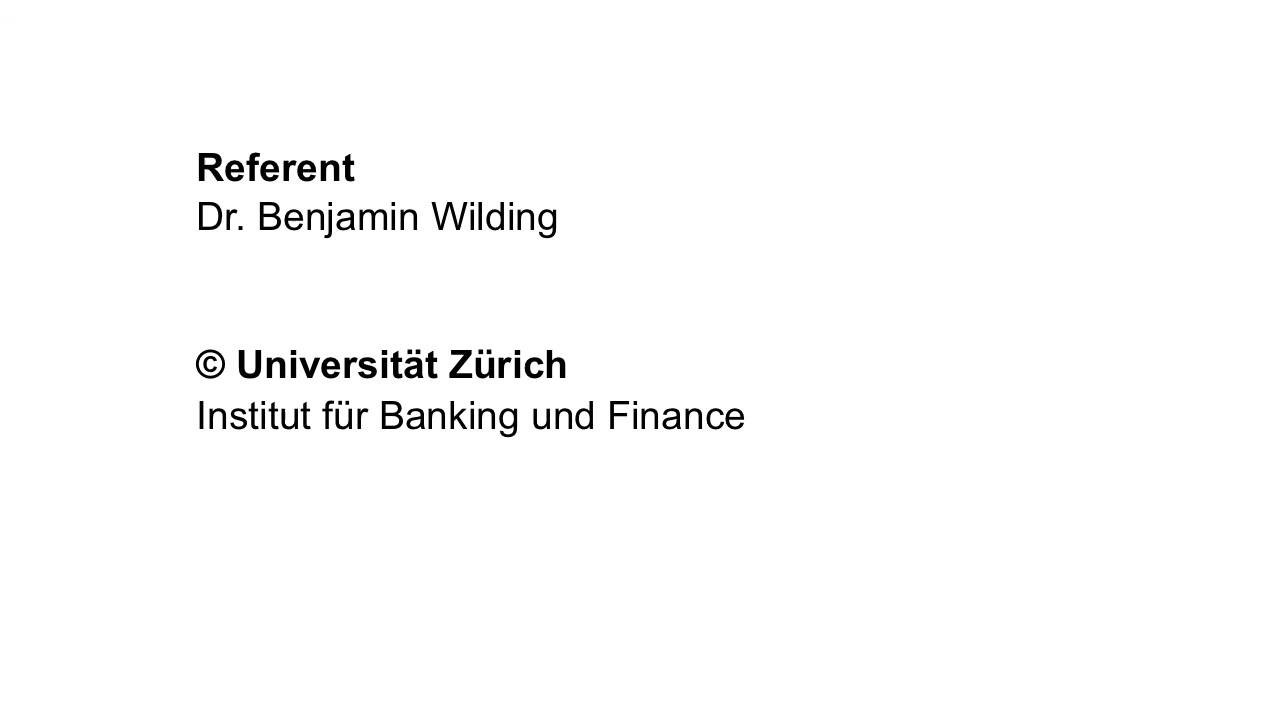 Referent
Dr. Benjamin Wilding
© Universität Zürich
Institut für Banking und Finance